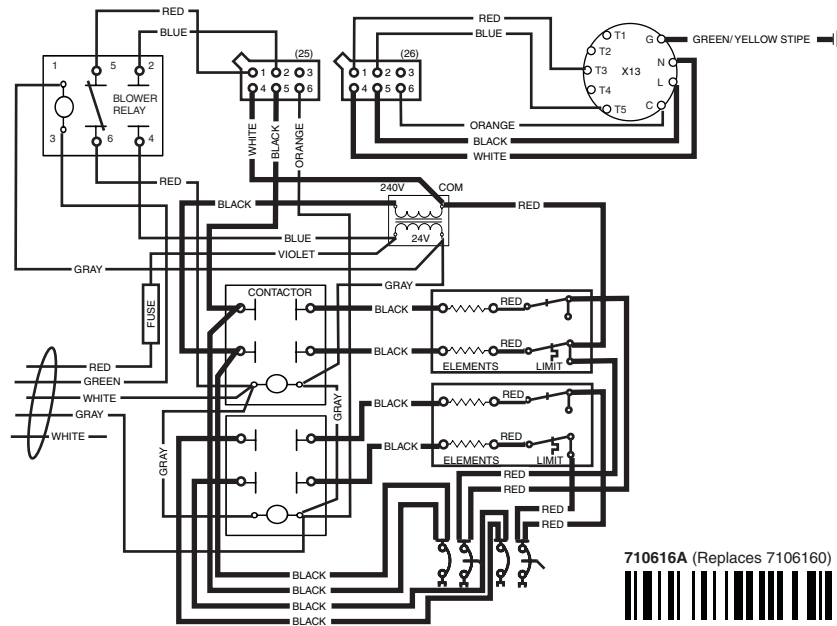 RED
BLUE
1
5
2
BLOWER
RELAY
3
6
4
(25)
1 2 3
4 5 6
(26)
1 2 3
4 5 6
RED
BLUE
T1
T2
T3
T4
T5
X13
G
N
L
C
GREEN/YELLOW STIPE
ORANGE
BLACK
WHITE
WHITE
BLACK
ORANGE
RED
240V
COM
24V
BLACK
RED
BLUE
VIOLET
GRAY
GRAY
FUSE
CONTACTOR
BLACK
RED
BLACK
RED
ELEMENTS
LIMIT
RED
GREEN
WHITE
GRAY
WHITE
GRAY
GRAY
BLACK
RED
BLACK
RED
ELEMENTS
LIMIT
RED
RED
RED
RED
BLACK
BLACK
BLACK
BLACK
710616A (Replaces 7106160)